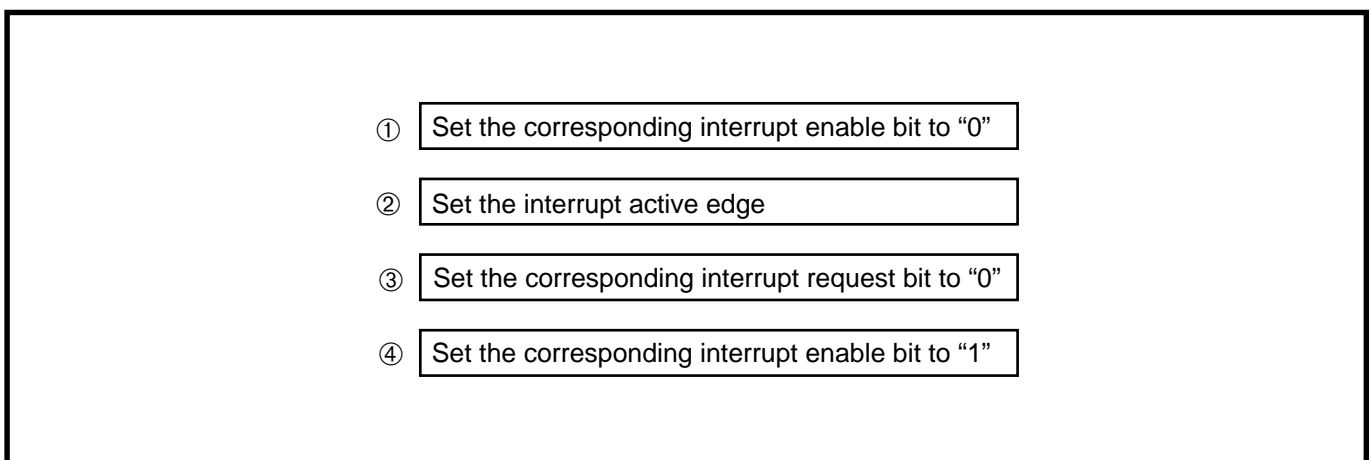 ① Set the corresponding interrupt enable bit to “0”
② Set the interrupt active edge
③ Set the corresponding interrupt request bit to “0”
④ Set the corresponding interrupt enable bit to “1”